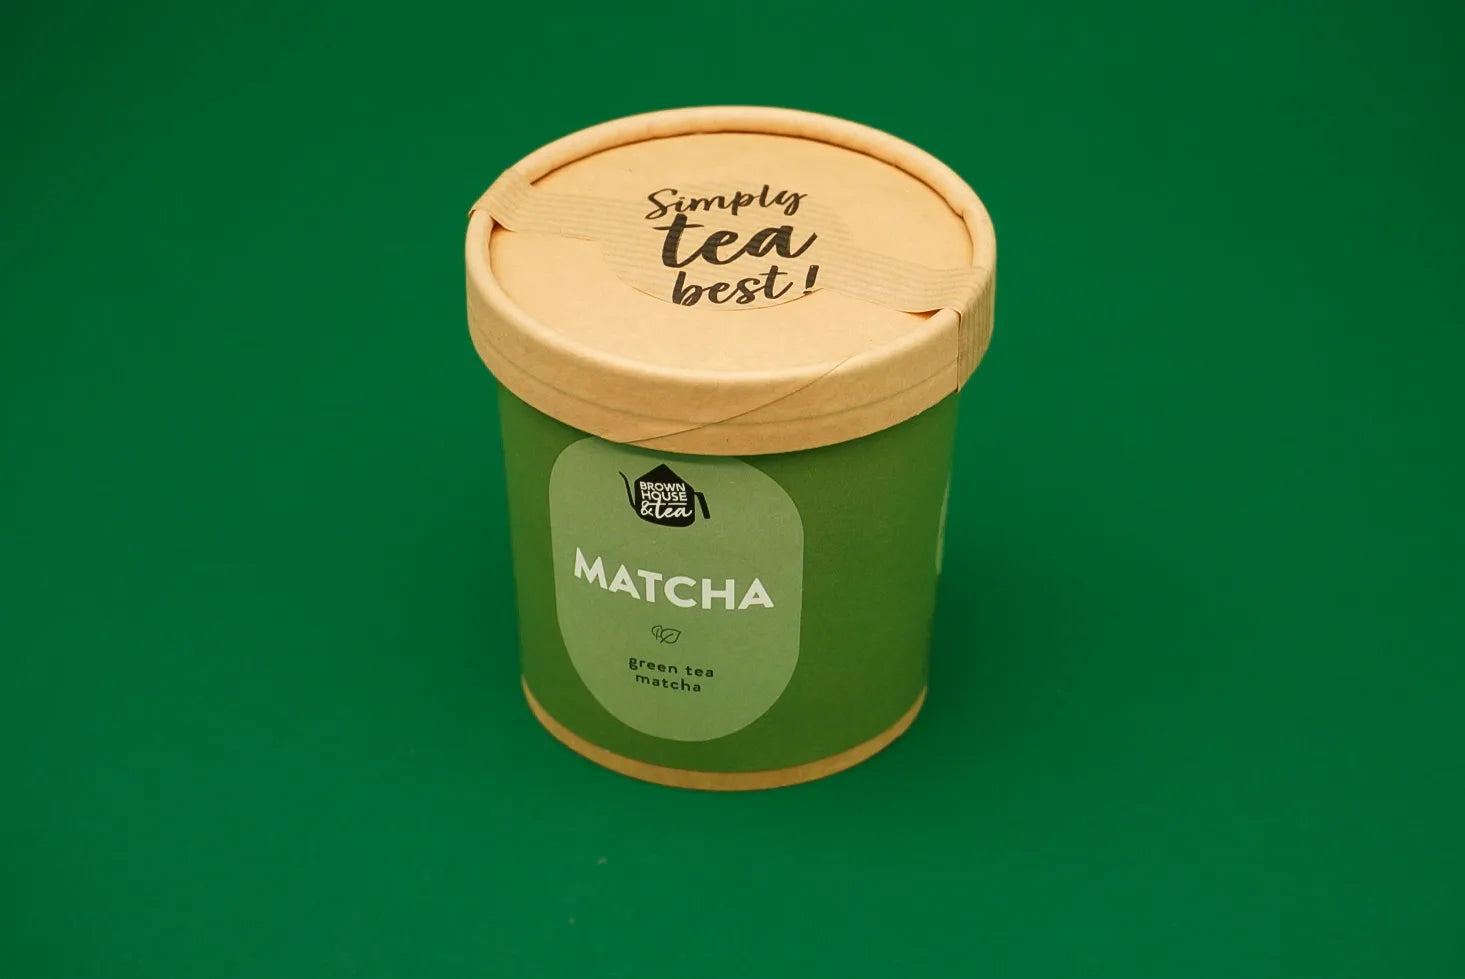 Simply
tea
best!
BROWN
HOUSE
&tea
MATCHA
green tea
matcha